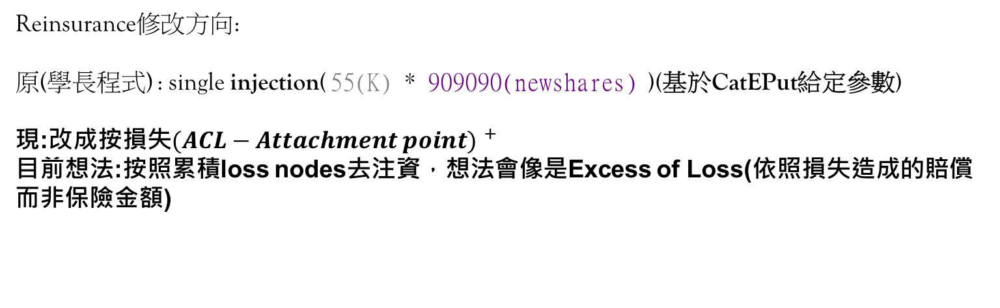 Reinsurance修改方向:
原(學長程式) : single injection( 55(K) * 909090(newshares) )(基於CatEPut給定參數)
現:改成按損失(ACL − Attachment point) +
目前想法:按照累積loss nodes去注資，想法會像是Excess of Loss(依照損失造成的賠償
而非保險金額)